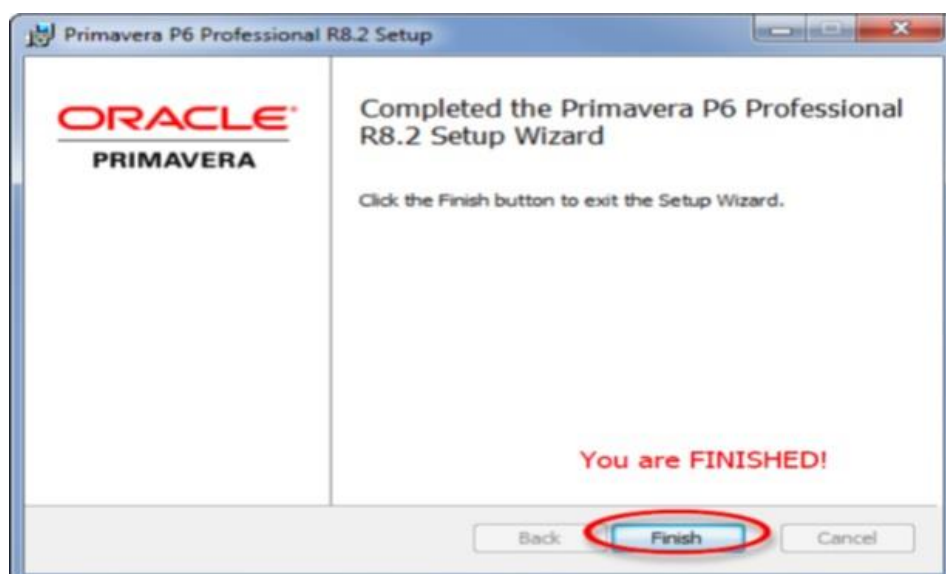 Primavera P6 Professional R8.2 Setup
ORACLE
PRIMAVERA
Completed the Primavera P6 Professional
R8.2 Setup Wizard
Click the Finish button to exit the Setup Wizard.
You are FINISHED!
Back Finish Cancel